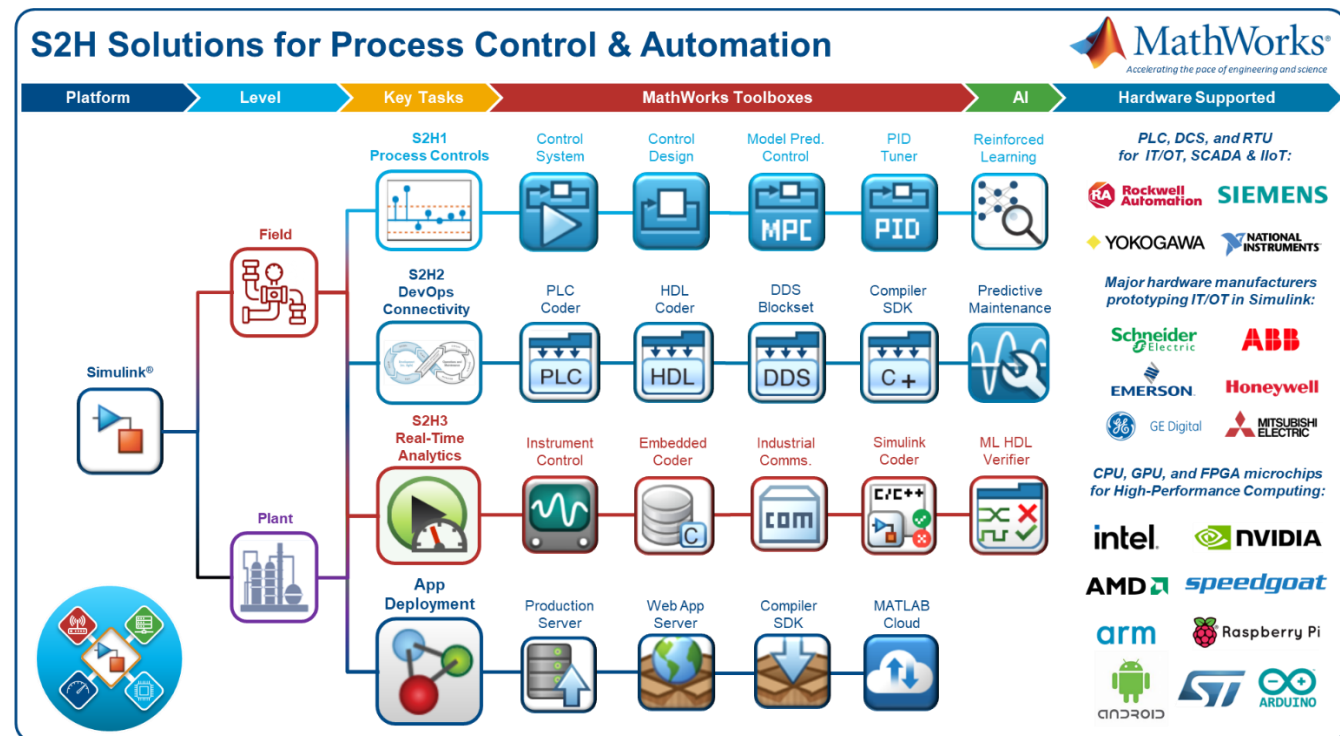 S2H Solutions for Process Control & Automation
MathWorks®
Accelerating the pace of engineering and science
Platform
Level
Key Tasks
MathWorks Toolboxes
AI
Hardware Supported
S2H1
Process Controls
Control
System
Control
Design
Model Pred.
Control
PID
Tuner
Reinforced
Learning
MPC
PID
PLC, DCS, and RTU
for IT/OT, SCADA & IIoT:
RA Rockwell
Automation
SIEMENS
YOKOGAWA
NATIONAL
INSTRUMENTS
Field
S2H2
DevOps
Connectivity
PLC
Coder
HDL
Coder
DDS
Blockset
Compiler
SDK
Predictive
Maintenance
PLC
HDL
DDS
C+
Major hardware manufacturers
prototyping IT/OT in Simulink:
Schneider
Electric
ABB
EMERSON.
Honeywell
GE Digital
MITSUBISHI
ELECTRIC
Simulink®
S2H3
Real-Time
Analytics
Instrument
Control
Embedded
Coder
Industrial
Comms.
Simulink
Coder
ML HDL
Verifier
C
com
C/C++
CPU, GPU, and FPGA microchips
for High-Performance Computing:
intel.
NVIDIA
AMD
speedgoat
arm
Raspberry Pi
ANDROID
ST
ARDUINO
Plant
App
Deployment
Production
Server
Web App
Server
Compiler
SDK
MATLAB
Cloud